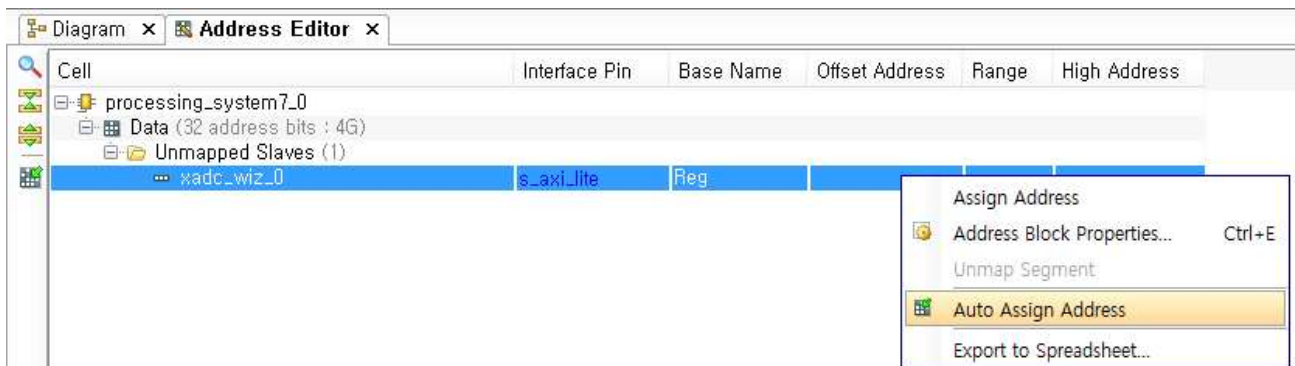 Diagram × Address Editor ×
Cell Interface Pin Base Name Offset Address Range High Address
processing_system7_0
Data (32 address bits : 4G)
Unmapped Slaves (1)
xadc_wiz_0 s_axi_lite Reg
Assign Address
Address Block Properties... Ctrl+E
Unmap Segment
Auto Assign Address
Export to Spreadsheet...